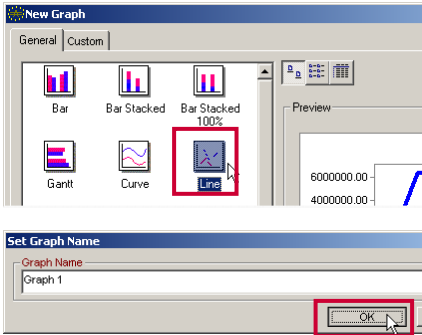 New Graph
General Custom
Bar Bar Stacked Bar Stacked 100%
Preview
Gantt Curve Line
6000000.00
4000000.00
Set Graph Name
Graph Name
Graph 1
OK